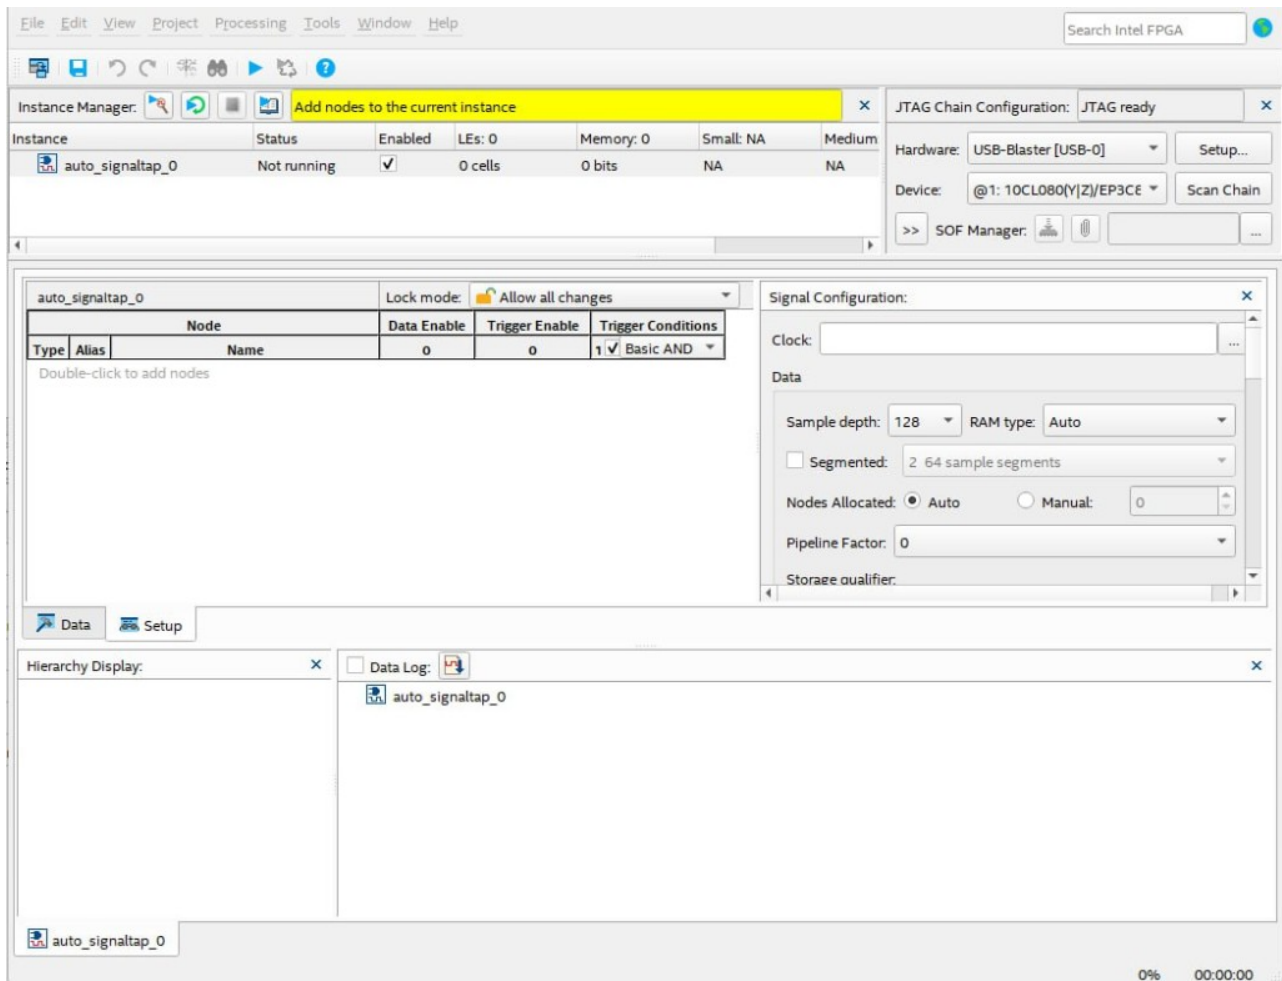 File Edit View Project Processing Tools Window Help
Search Intel FPGA
Instance Manager: Add nodes to the current instance
Instance Status Enabled LEs: 0 Memory: 0 Small: NA Medium
auto_signaltap_0 Not running 0 cells 0 bits NA NA
JTAG Chain Configuration: JTAG ready
Hardware: USB-Blaster [USB-0] Setup...
Device: @1: 10CL080(Y|Z)/EP3CE Scan Chain
>> SOF Manager: ...
auto_signaltap_0 Lock mode: Allow all changes
Node Data Enable Trigger Enable Trigger Conditions
Type Alias Name 0 0 1 Basic AND
Double-click to add nodes
Signal Configuration:
Clock: ...
Data
Sample depth: 128 RAM type: Auto
Segmented: 2 64 sample segments
Nodes Allocated: Auto Manual: 0
Pipeline Factor: 0
Storage qualifier:
Data Setup
Hierarchy Display:
Data Log:
auto_signaltap_0
auto_signaltap_0
0% 00:00:00